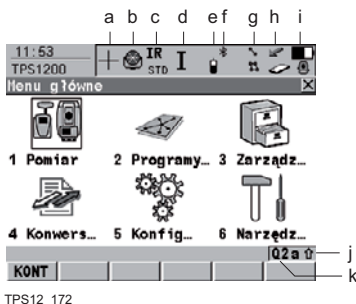 a b c d e f g h i
11:53
TPS1200
IR
STD
Menu główne
1 Pomiar 2 Programy… 3 Zarządz…
4 Konwers… 5 Konfig… 6 Narzędz…
Q2a⇧ j
KONT k
TPS12_172